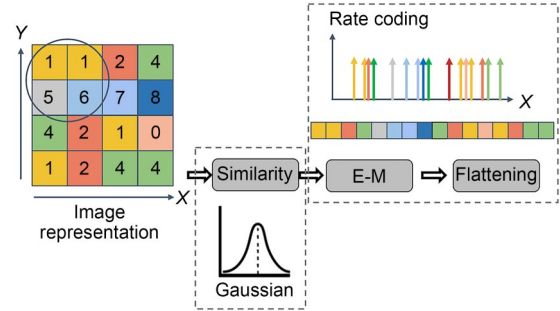 Rate coding
Y
1 1 2 4
5 6 7 8
4 2 1 0
1 2 4 4
X
X
Image
representation
Similarity
E-M
Flattening
Gaussian